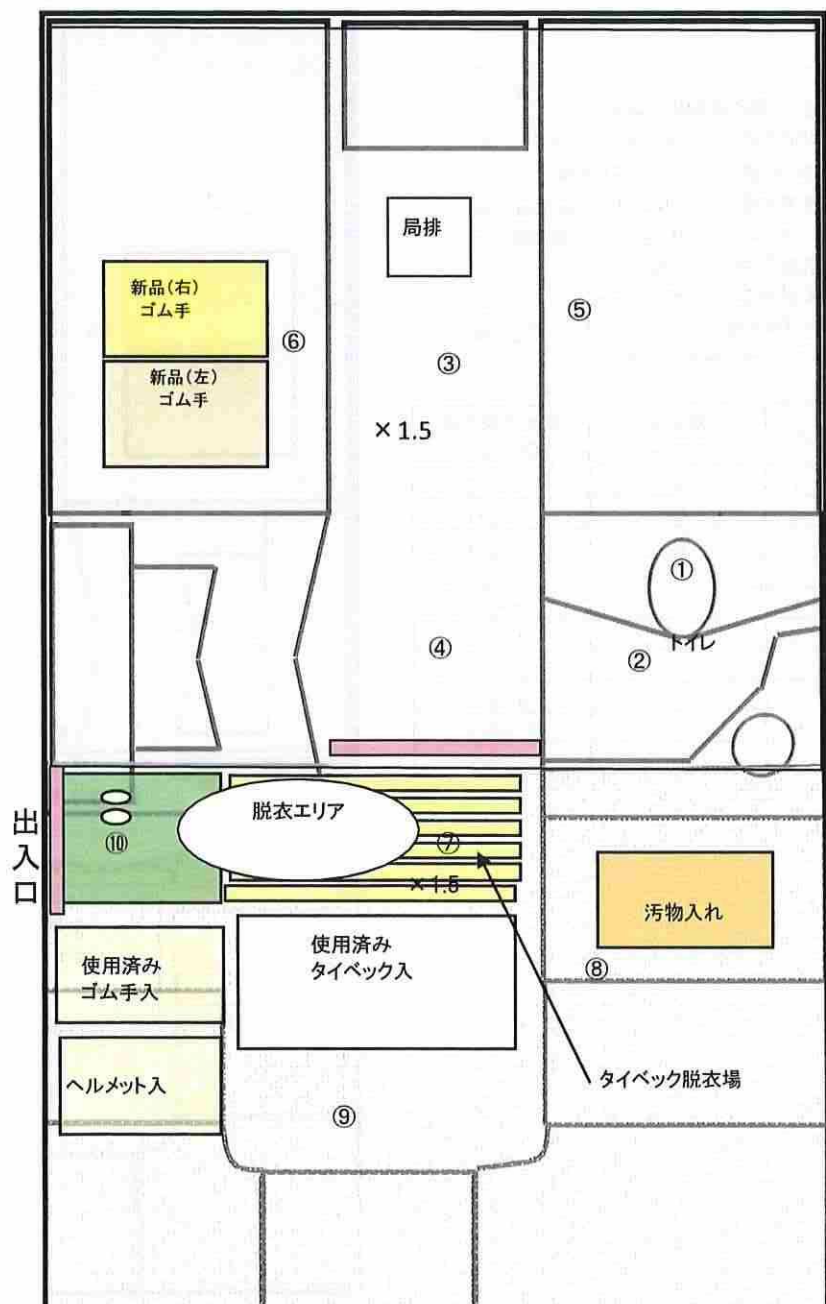 局排
新品(右)
ゴム手
⑥
⑤
③
新品(左)
ゴム手
×1.5
①
④
②
トイレ
出入口
脱衣エリア
⑩
⑦
×1.5
汚物入れ
使用済み
タイベック入
使用済み
ゴム手入
⑧
ヘルメット入
タイベック脱衣場
⑨